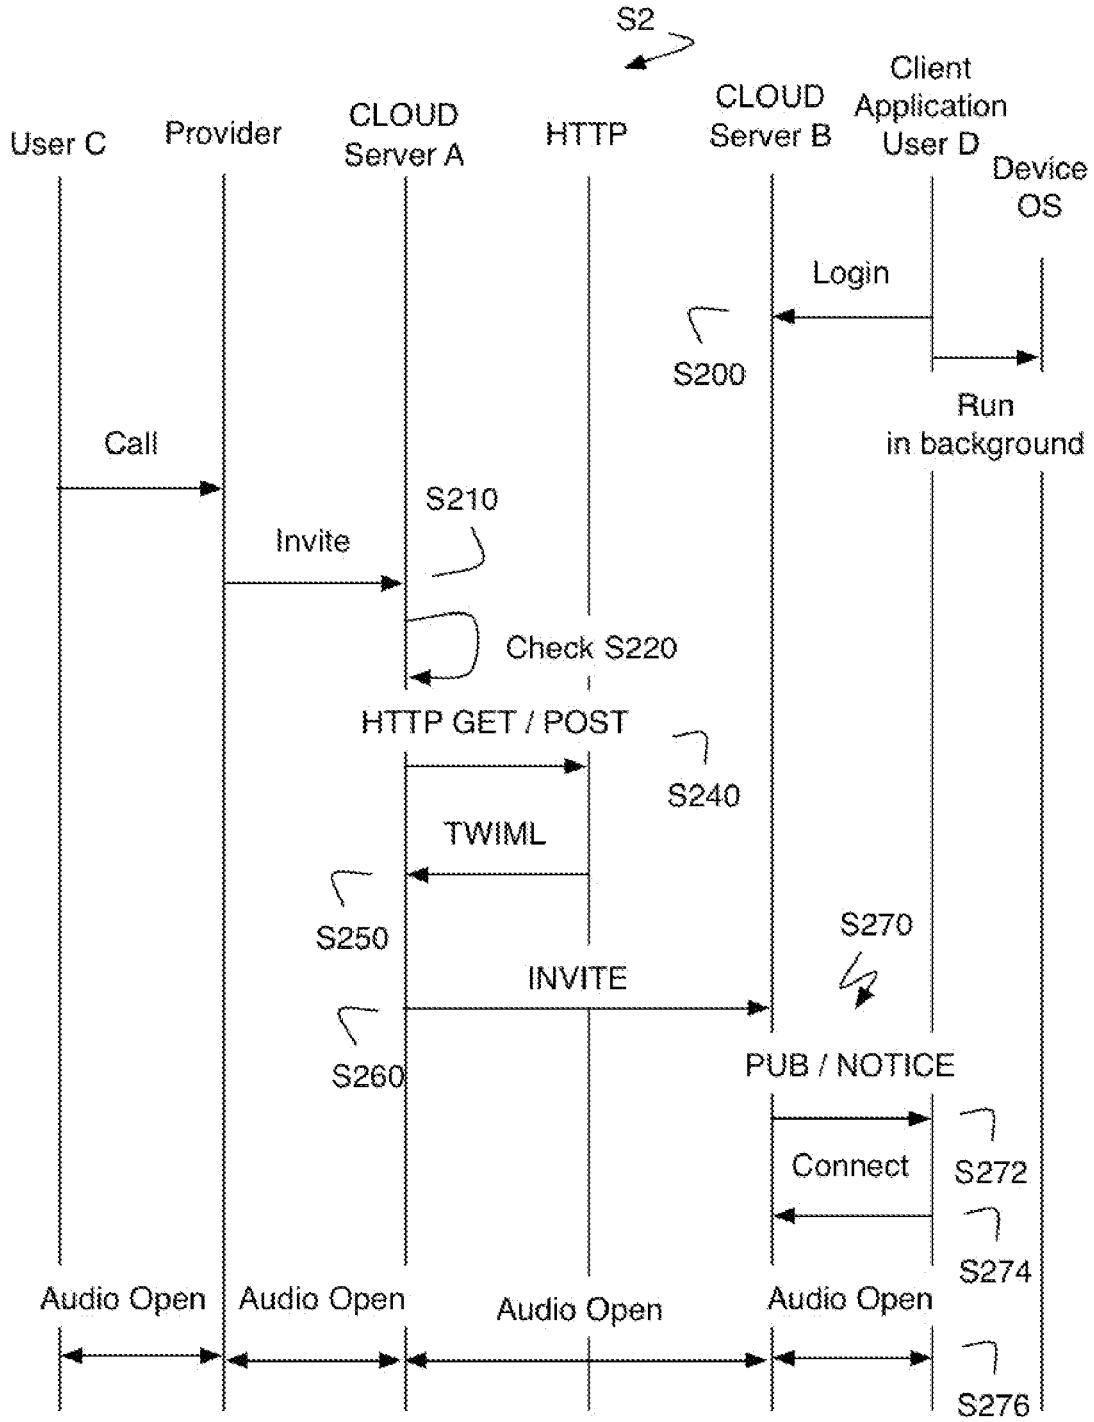 S2
User C
Provider
CLOUD
Server A
HTTP
CLOUD
Server B
Client
Application
User D
Device
OS
Login
S200
Run
in background
Call
S210
Invite
Check S220
HTTP GET / POST
S240
TWIML
S250
S270
INVITE
S260
PUB / NOTICE
S272
Connect
S274
Audio Open
Audio Open
Audio Open
Audio Open
S276